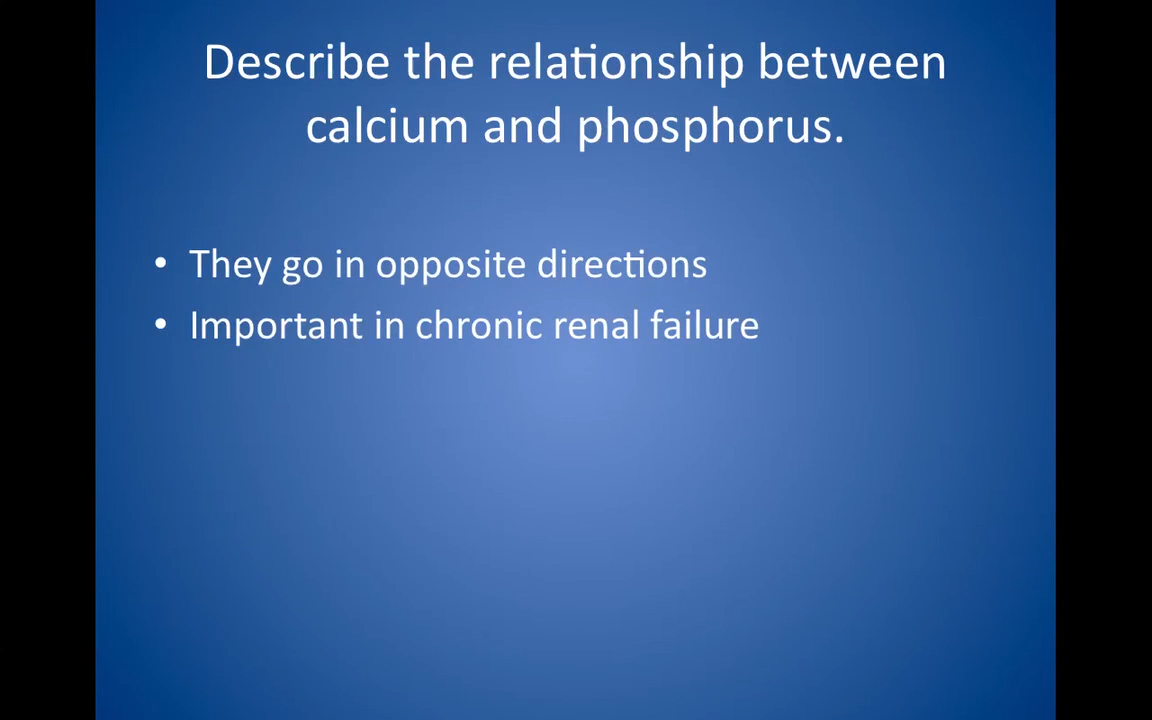 Describe the relationship between
calcium and phosphorus.
• They go in opposite directions
• Important in chronic renal failure